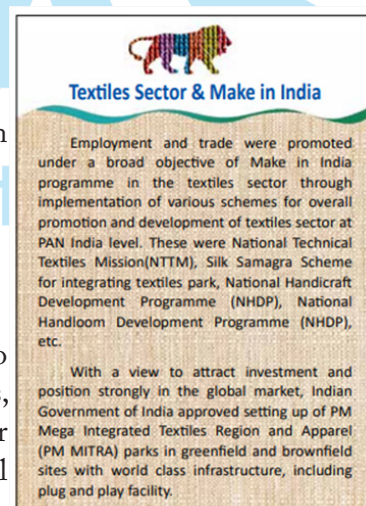 Textiles Sector & Make in India
Employment and trade were promoted
under a broad objective of Make in India
programme in the textiles sector through
implementation of various schemes for overall
promotion and development of textiles sector at
PAN India level. These were National Technical
Textiles Mission(NTTM), Silk Samagra Scheme
for integrating textiles park, National Handicraft
Development Programme (NHDP), National
Handloom Development Programme (NHDP),
etc.
With a view to attract investment and
position strongly in the global market, Indian
Government of India approved setting up of PM
Mega Integrated Textiles Region and Apparel
(PM MITRA) parks in greenfield and brownfield
sites with world class infrastructure, including
plug and play facility.